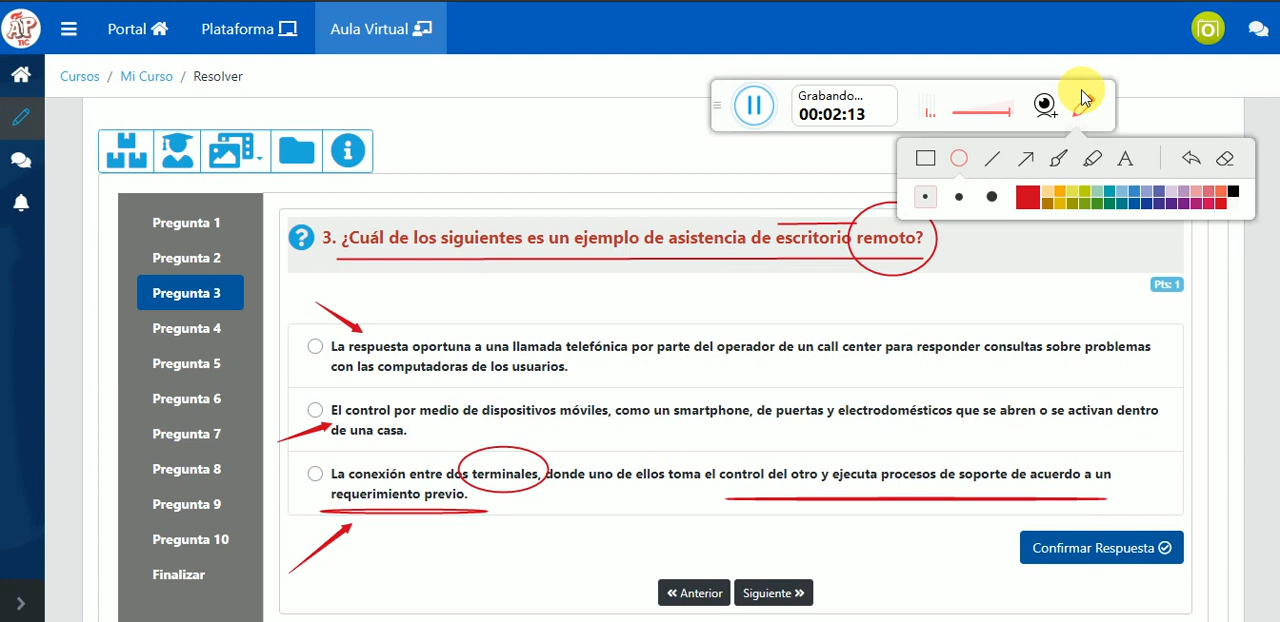 AP
TIC
Portal
Plataforma
Aula Virtual
Cursos / Mi Curso / Resolver
Grabando...
00:02:13
A
Pregunta 1
Pregunta 2
Pregunta 3
Pregunta 4
Pregunta 5
Pregunta 6
Pregunta 7
Pregunta 8
Pregunta 9
Pregunta 10
Finalizar
3. ¿Cuál de los siguientes es un ejemplo de asistencia de escritorio remoto?
Pts: 1
La respuesta oportuna a una llamada telefónica por parte del operador de un call center para responder consultas sobre problemas
con las computadoras de los usuarios.
El control por medio de dispositivos móviles, como un smartphone, de puertas y electrodomésticos que se abren o se activan dentro
de una casa.
La conexión entre dos terminales, donde uno de ellos toma el control del otro y ejecuta procesos de soporte de acuerdo a un
requerimiento previo.
Confirmar Respuesta
Anterior
Siguiente